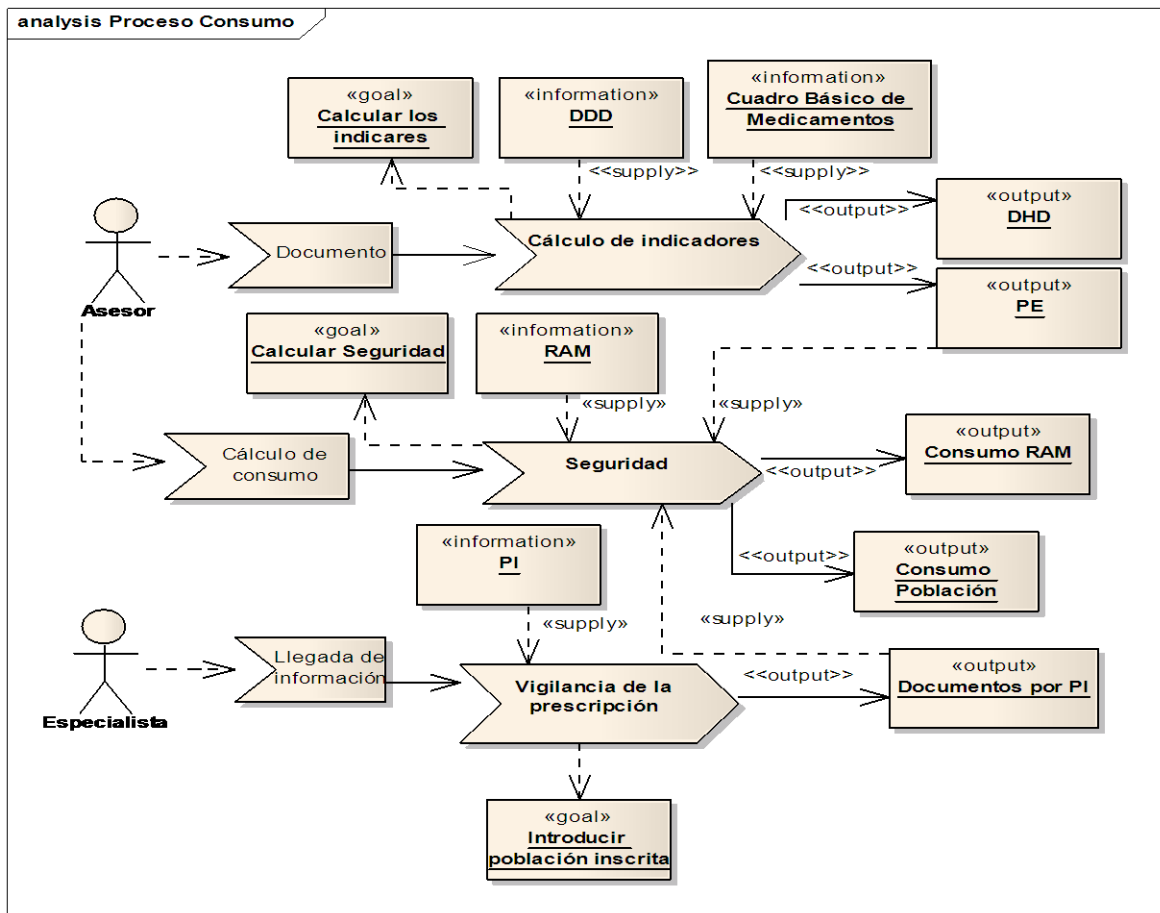 analysis Proceso Consumo
«goal»
Calcular los
indicares
«information»
DDD
«information»
Cuadro Básico de
Medicamentos
<<supply>>
<<supply>>
«output»
DHD
<<output>>
Documento
Cálculo de indicadores
Asesor
<<output>>
«output»
PE
«goal»
Calcular Seguridad
«information»
RAM
«supply»
«supply»
Cálculo de
consumo
Seguridad
<<output>>
«output»
Consumo RAM
«information»
PI
<<output>>
«output»
Consumo
Población
«supply»
«supply»
Llegada de
información
Especialista
Vigilancia de la
prescripción
<<output>>
«output»
Documentos por PI
«goal»
Introducir
población inscrita